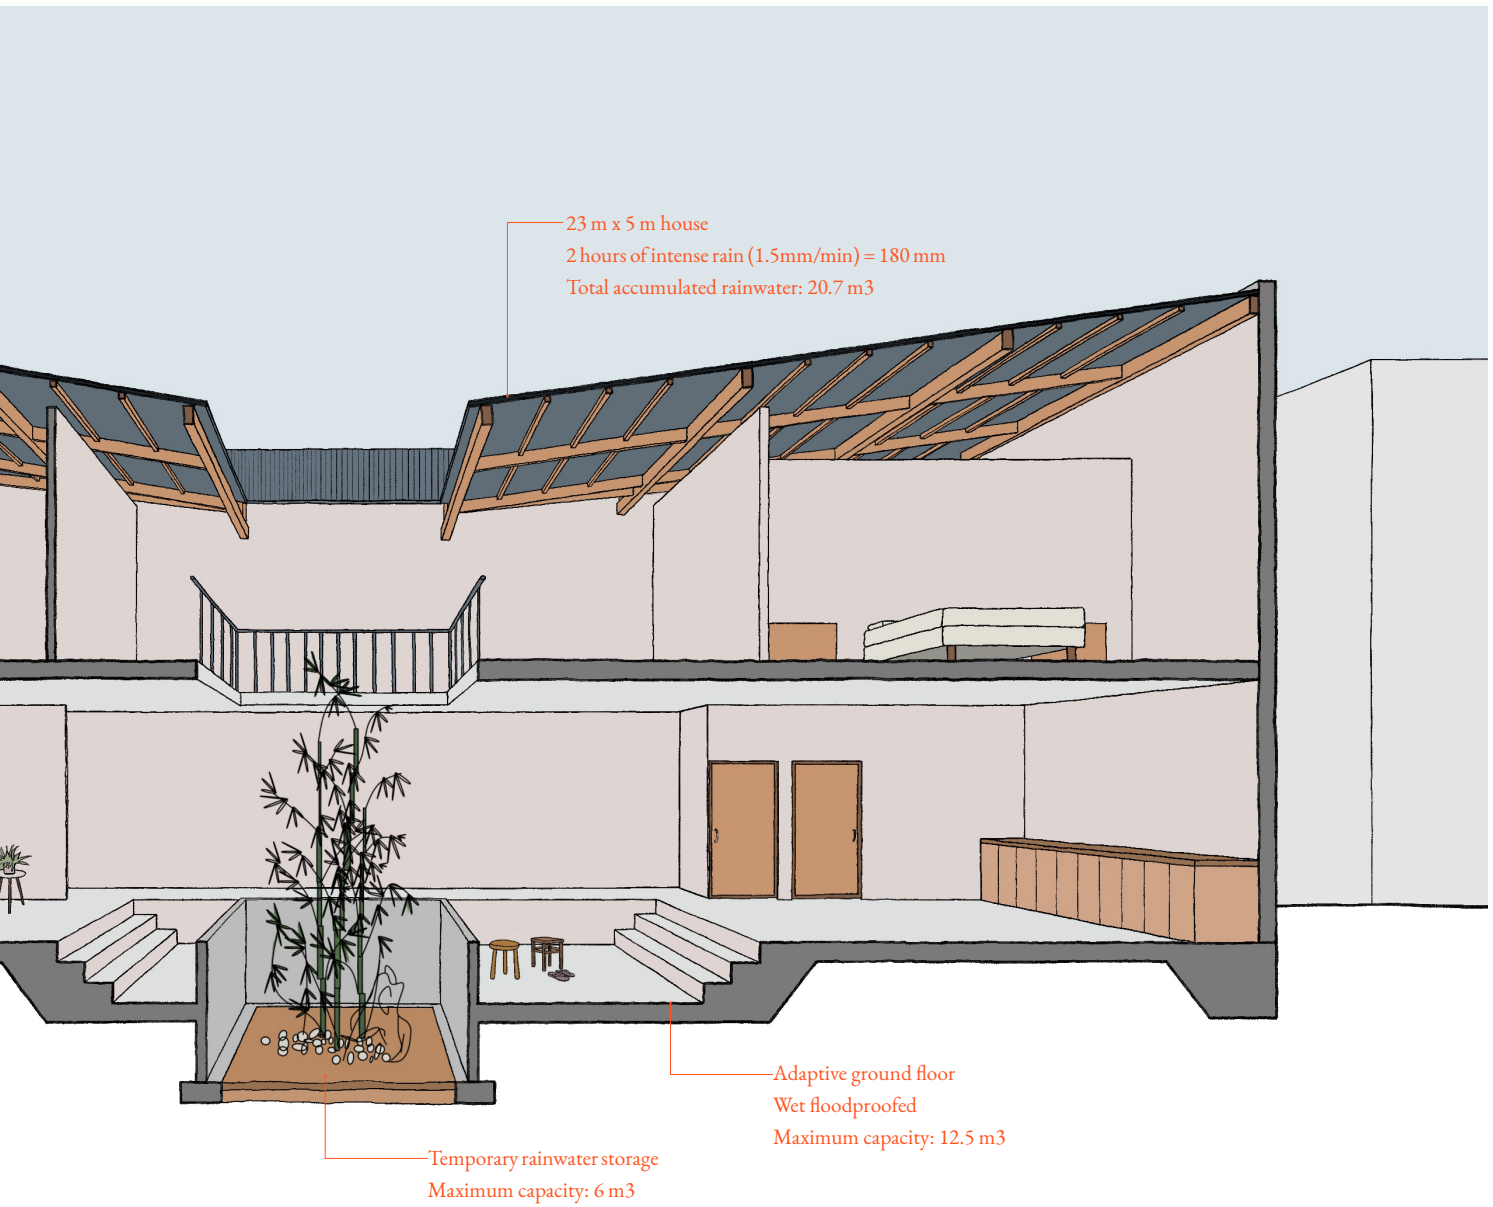 23 m x 5 m house
2 hours of intense rain (1.5mm/min) = 180 mm
Total accumulated rainwater: 20.7 m3
Adaptive ground floor
Wet floodproofed
Maximum capacity: 12.5 m3
Temporary rainwater storage
Maximum capacity: 6 m3